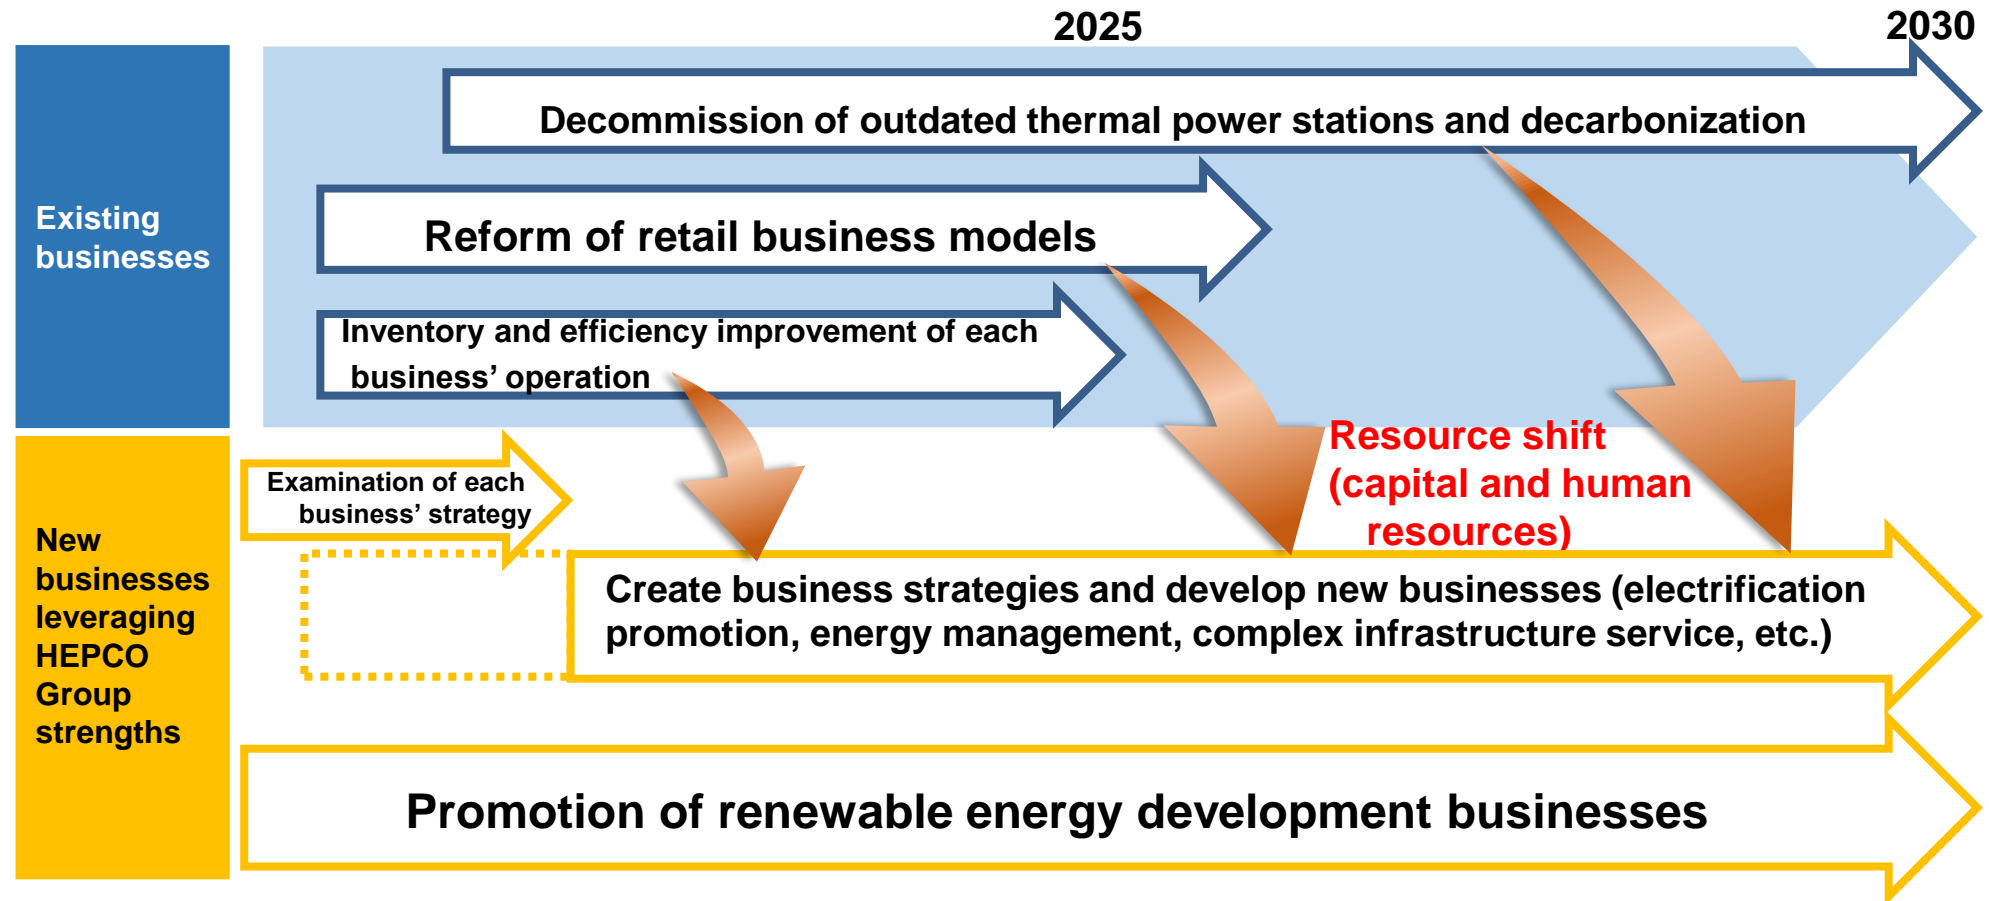 2025
2030
Existing
businesses
Decommission of outdated thermal power stations and decarbonization
Reform of retail business models
Inventory and efficiency improvement of each
business’ operation
New
businesses
leveraging
HEPCO
Group
strengths
Examination of each
business’ strategy
Resource shift
(capital and human
resources)
Create business strategies and develop new businesses (electrification
promotion, energy management, complex infrastructure service, etc.)
Promotion of renewable energy development businesses